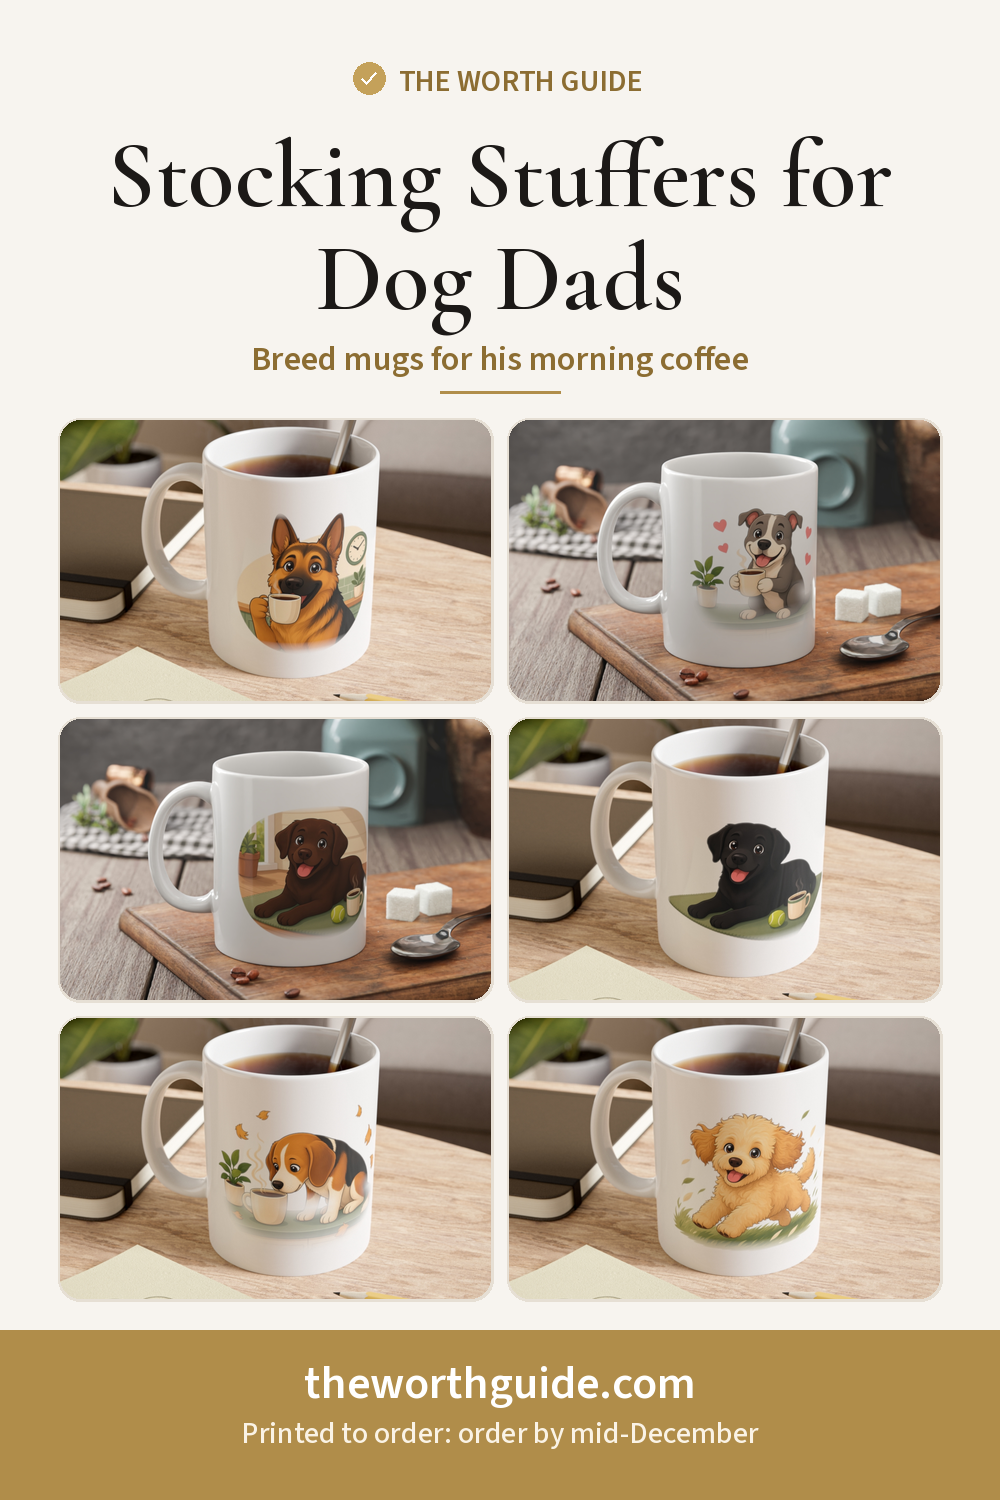 THE WORTH GUIDE
Stocking Stuffers for
Dog Dads
Breed mugs for his morning coffee
theworthguide.com
Printed to order: order by mid-December